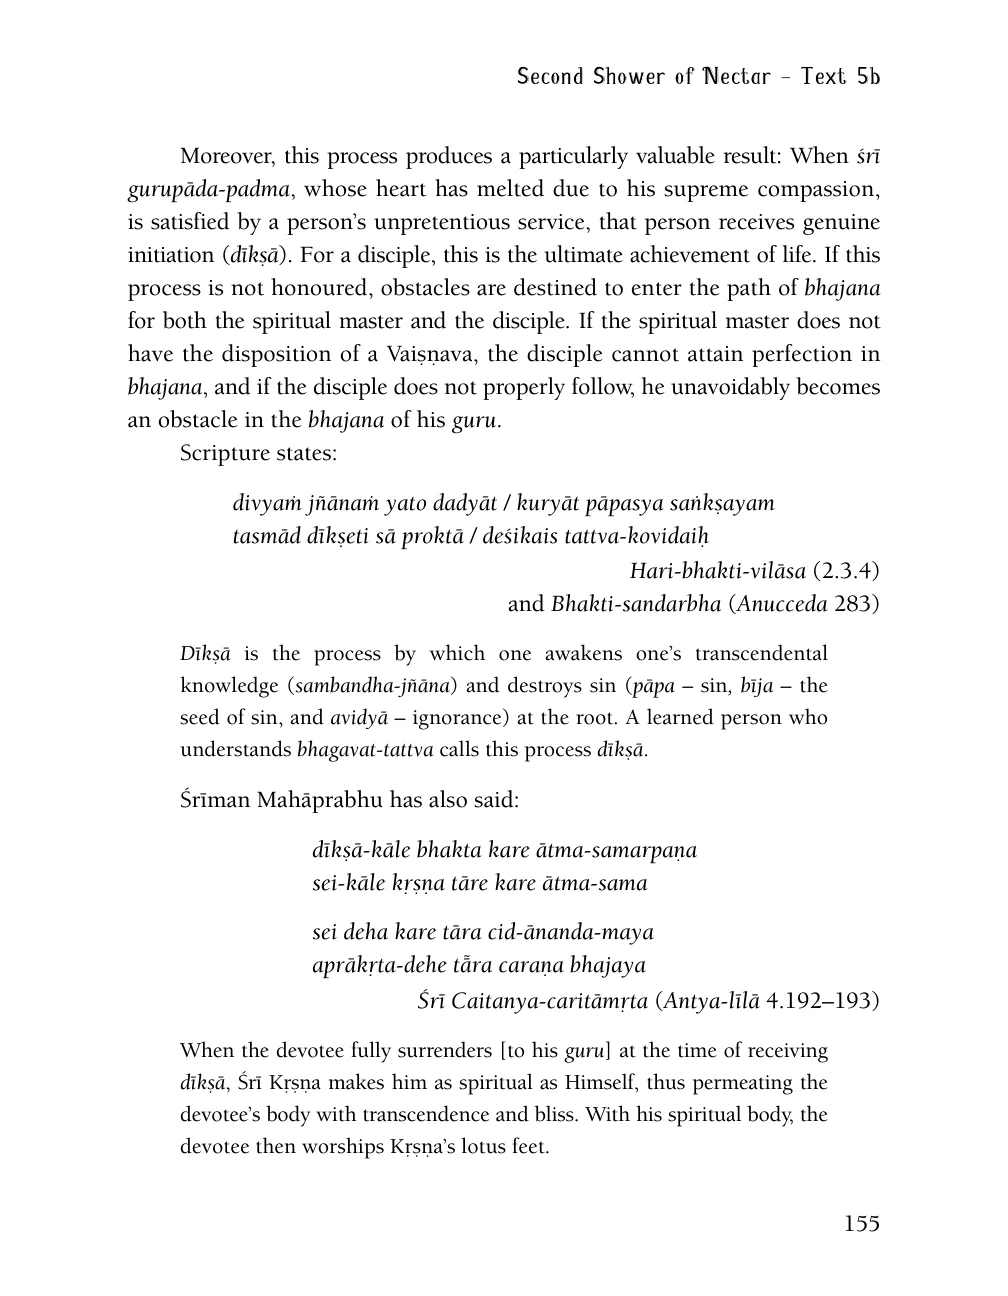 Second Shower of Nectar – Text 5b
Moreover, this process produces a particularly valuable result: When śrī
gurupāda-padma, whose heart has melted due to his supreme compassion,
is satisfied by a person’s unpretentious service, that person receives genuine
initiation (dīkṣā). For a disciple, this is the ultimate achievement of life. If this
process is not honoured, obstacles are destined to enter the path of bhajana
for both the spiritual master and the disciple. If the spiritual master does not
have the disposition of a Vaiṣṇava, the disciple cannot attain perfection in
bhajana, and if the disciple does not properly follow, he unavoidably becomes
an obstacle in the bhajana of his guru.
Scripture states:
divyaṁ jñānaṁ yato dadyāt / kuryāt pāpasya saṅkṣayam
tasmād dīkṣeti sā proktā / deśikais tattva-kovidaiḥ
Hari-bhakti-vilāsa (2.3.4)
and Bhakti-sandarbha (Anucceda 283)
Dīkṣā is the process by which one awakens one’s transcendental
knowledge (sambandha-jñāna) and destroys sin (pāpa – sin, bīja – the
seed of sin, and avidyā – ignorance) at the root. A learned person who
understands bhagavat-tattva calls this process dīkṣā.
Śrīman Mahāprabhu has also said:
dīkṣā-kāle bhakta kare ātma-samarpaṇa
sei-kāle kṛṣṇa tāre kare ātma-sama
sei deha kare tāra cid-ānanda-maya
aprākṛta-dehe tā̃ra caraṇa bhajaya
Śrī Caitanya-caritāmṛta (Antya-līlā 4.192–193)
When the devotee fully surrenders [to his guru] at the time of receiving
dīkṣā, Śrī Kṛṣṇa makes him as spiritual as Himself, thus permeating the
devotee’s body with transcendence and bliss. With his spiritual body, the
devotee then worships Kṛṣṇa’s lotus feet.
155